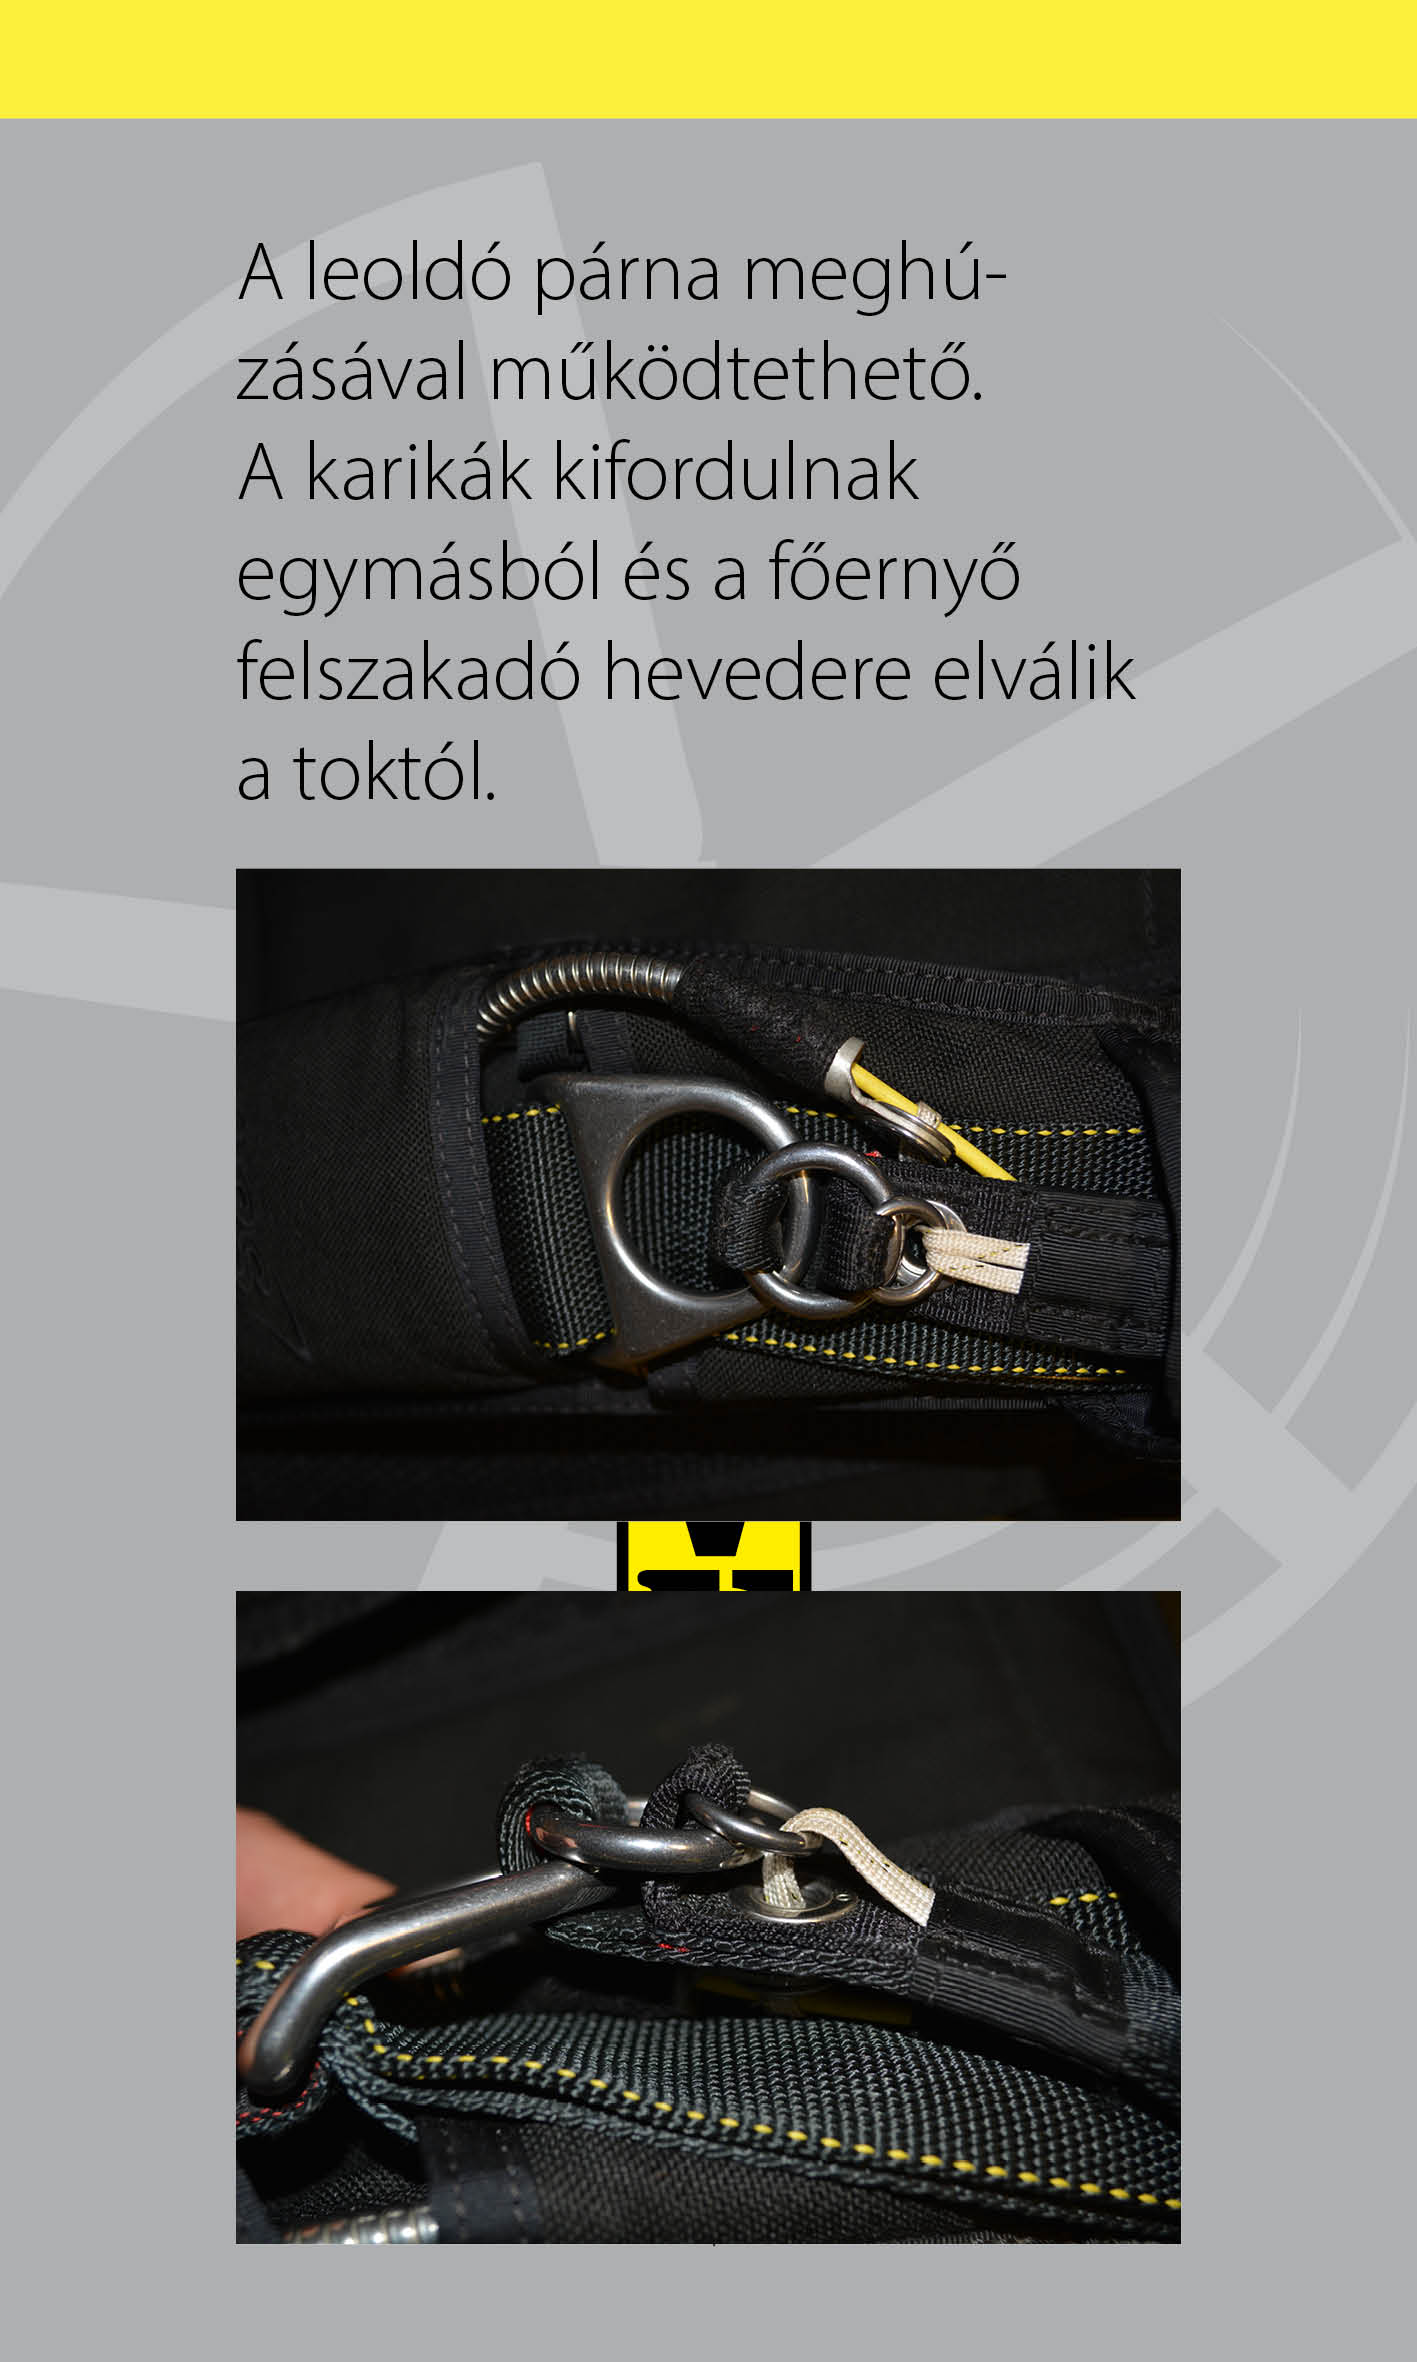 A leoldó párna meghú-
zásával működtethető.
A karikák kifordulnak
egymásból és a főernyő
felszakadó hevedere elválik
a toktól.